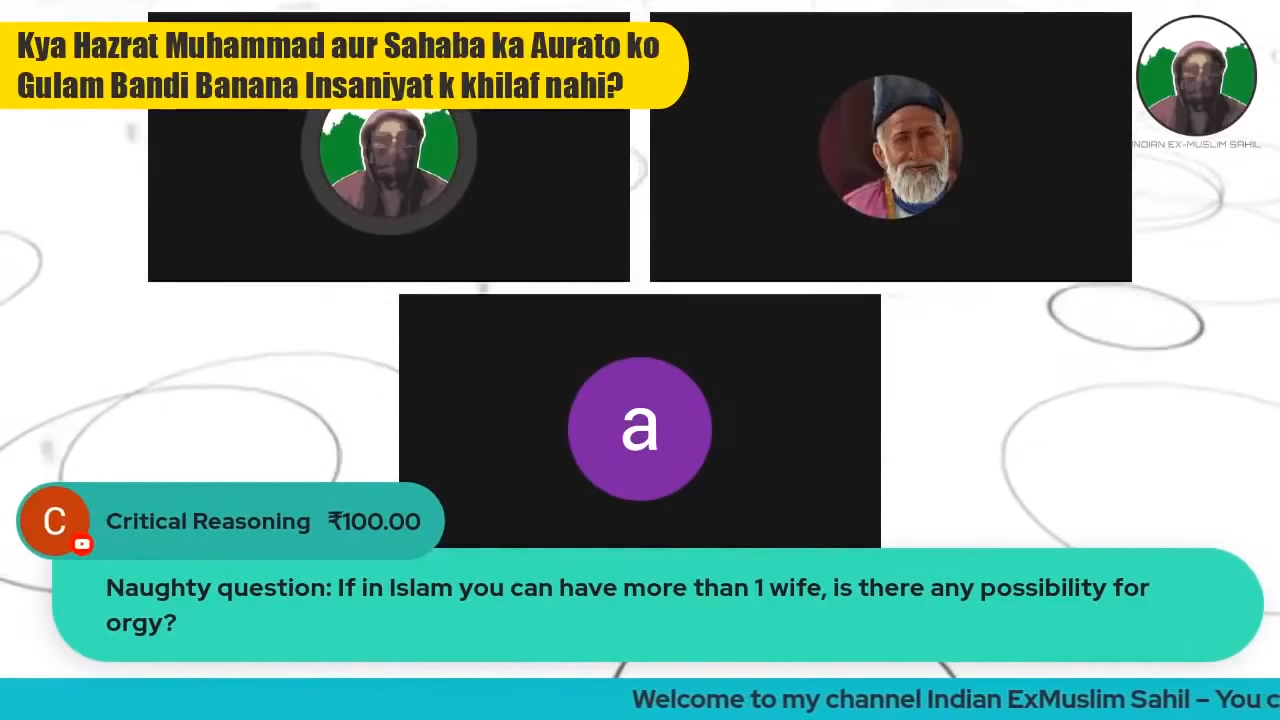 Kya Hazrat Muhammad aur Sahaba ka Aurato ko
Gulam Bandi Banana Insaniyat k khilaf nahi?
INDIAN EX-MUSLIM SAHIL
a
C
Critical Reasoning ₹100.00
Naughty question: If in Islam you can have more than 1 wife, is there any possibility for
orgy?
Welcome to my channel Indian ExMuslim Sahil – You c